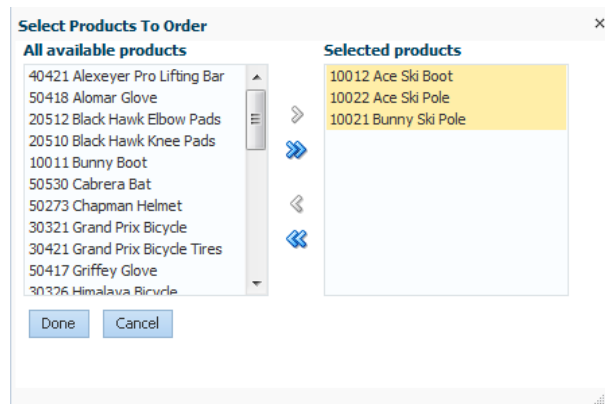 Select Products To Order
All available products
40421 Alexeyer Pro Lifting Bar
50418 Alomar Glove
20512 Black Hawk Elbow Pads
20510 Black Hawk Knee Pads
10011 Bunny Boot
50530 Cabrera Bat
50273 Chapman Helmet
30321 Grand Prix Bicycle
30421 Grand Prix Bicycle Tires
50417 Griffey Glove
30326 Himalaya Bicycle
Selected products
10012 Ace Ski Boot
10022 Ace Ski Pole
10021 Bunny Ski Pole
Done
Cancel